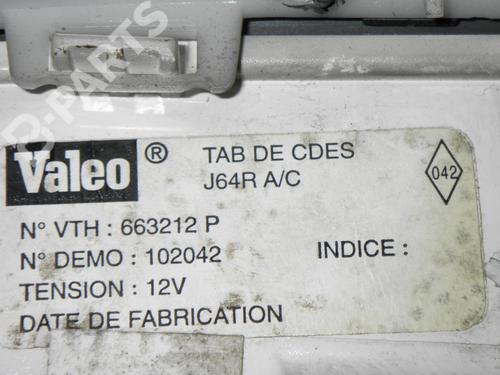 B-PARTS
Valeo ®
TAB DE CDES
J64R A/C
042
N° VTH : 663212 P
N° DEMO : 102042
INDICE :
TENSION : 12V
DATE DE FABRICATION